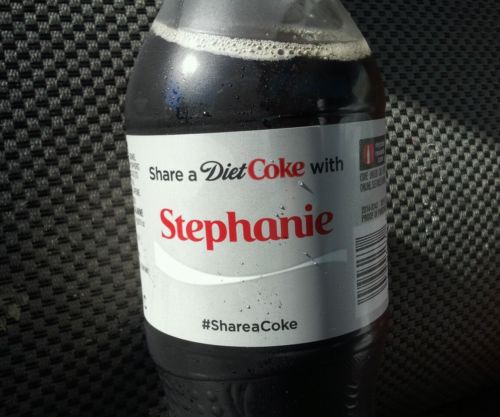 Share a Diet Coke with
Stephanie
#ShareaCoke